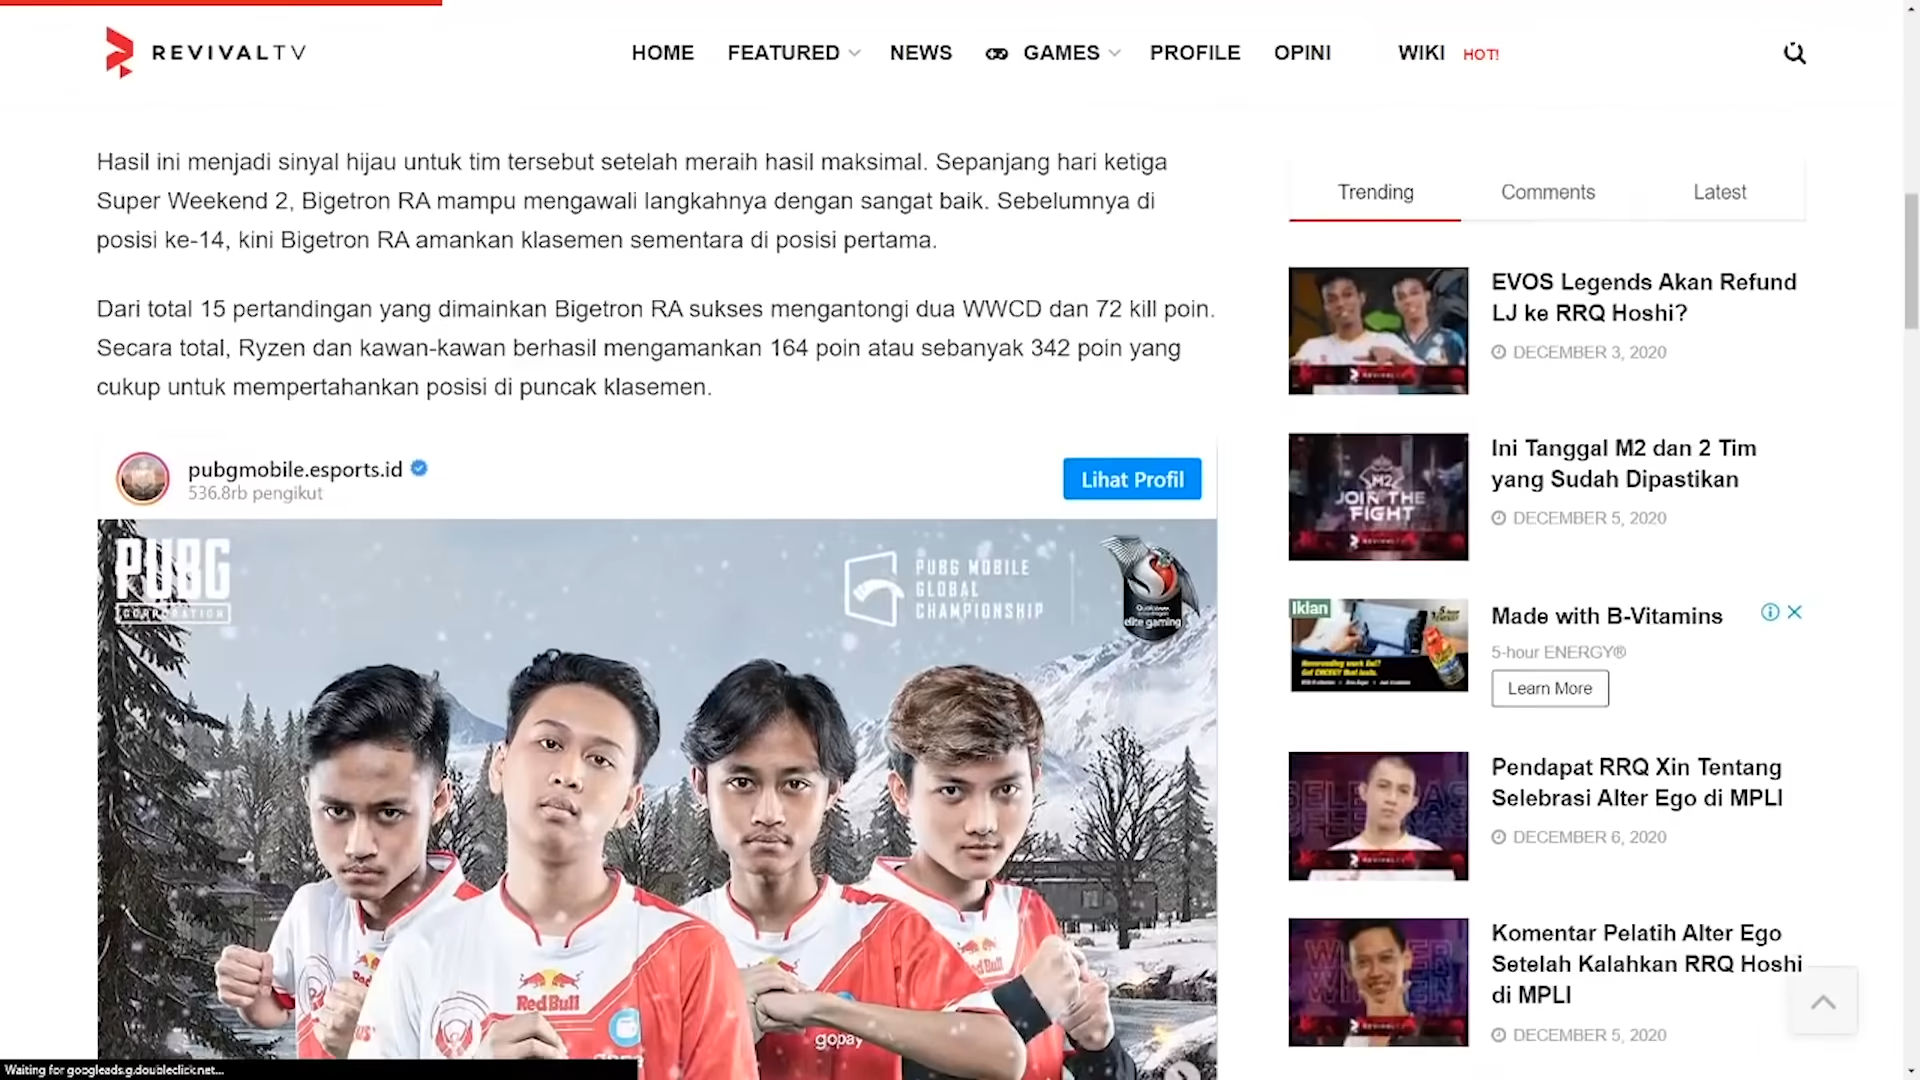 REVIVALTV
HOME FEATURED NEWS GAMES PROFILE OPINI WIKI HOT!
Hasil ini menjadi sinyal hijau untuk tim tersebut setelah meraih hasil maksimal. Sepanjang hari ketiga
Super Weekend 2, Bigetron RA mampu mengawali langkahnya dengan sangat baik. Sebelumnya di
posisi ke-14, kini Bigetron RA amankan klasemen sementara di posisi pertama.
Dari total 15 pertandingan yang dimainkan Bigetron RA sukses mengantongi dua WWCD dan 72 kill poin.
Secara total, Ryzen dan kawan-kawan berhasil mengamankan 164 poin atau sebanyak 342 poin yang
cukup untuk mempertahankan posisi di puncak klasemen.
pubgmobile.esports.id
536.8rb pengikut
Lihat Profil
PUBG
CORPORATION
PUBG MOBILE
GLOBAL
CHAMPIONSHIP
Qualcomm
snapdragon
elite gaming
Red Bull
Red Bull
gopay
Trending Comments Latest
EVOS Legends Akan Refund
LJ ke RRQ Hoshi?
DECEMBER 3, 2020
M2
JOIN THE
FIGHT
Ini Tanggal M2 dan 2 Tim
yang Sudah Dipastikan
DECEMBER 5, 2020
Iklan
Made with B-Vitamins
5-hour ENERGY®
Learn More
Pendapat RRQ Xin Tentang
Selebrasi Alter Ego di MPLI
DECEMBER 6, 2020
Komentar Pelatih Alter Ego
Setelah Kalahkan RRQ Hoshi
di MPLI
DECEMBER 5, 2020
Waiting for googleads.g.doubleclick.net...